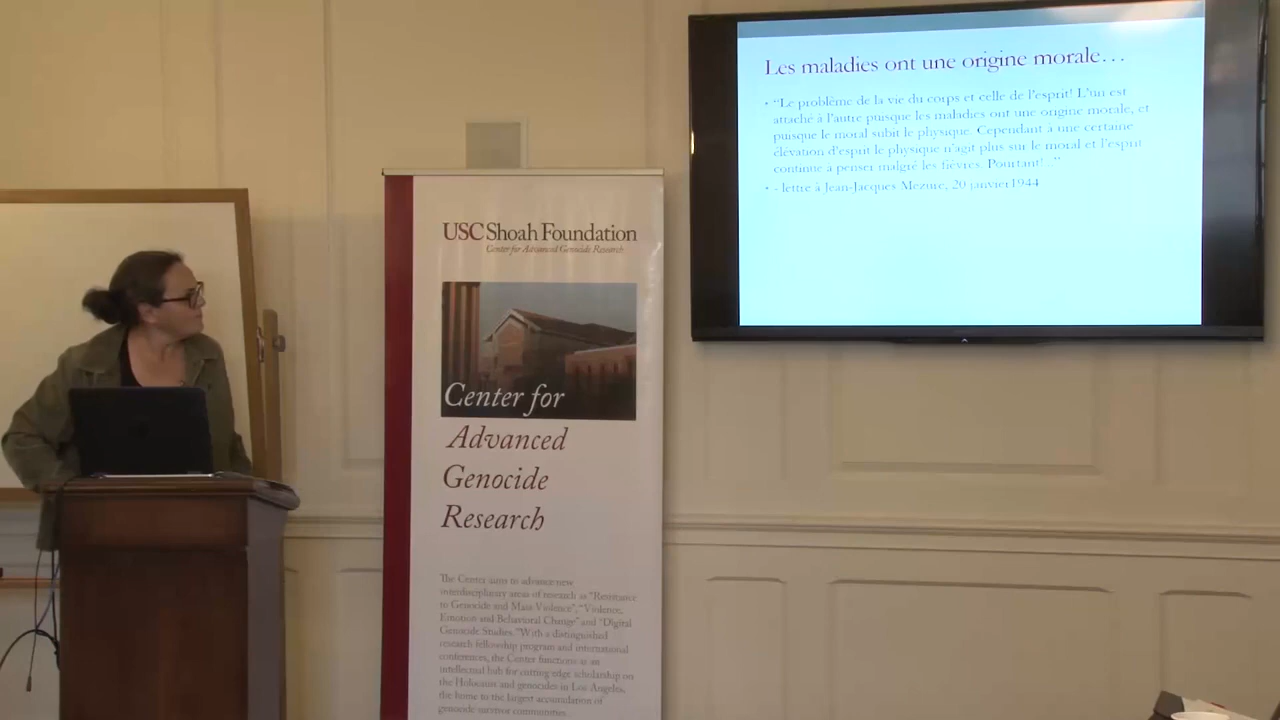 Les maladies ont une origine morale…
• “Le problème de la vie du corps et celle de l’esprit! L’un est
attaché à l’autre puisque les maladies ont une origine morale, et
puisque le moral subit le physique. Cependant à une certaine
élévation d’esprit le physique n’agit plus sur le moral et l’esprit
continue a penser malgré les fièvres. Pourtant!..”
• - lettre à Jean-Jacques Mezure, 20 janvier1944
USC Shoah Foundation
Center for Advanced Genocide Research
Center for
Advanced
Genocide
Research
The Center aims to advance new
interdisciplinary areas of research as “Resistance
to Genocide and Mass Violence”, “Violence,
Emotion and Behavioral Change” and “Digital
Genocide Studies.” With a distinguished
research fellowship program and international
conferences, the Center functions as an
intellectual hub for cutting edge scholarship on
the Holocaust and genocides in Los Angeles,
the home to the largest accumulation of
genocide survivor communities.